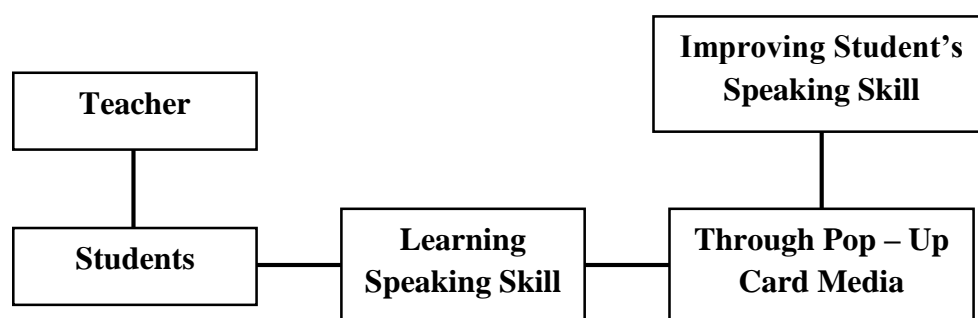 Improving Student's
Speaking Skill
Teacher
Students
Learning
Speaking Skill
Through Pop – Up
Card Media